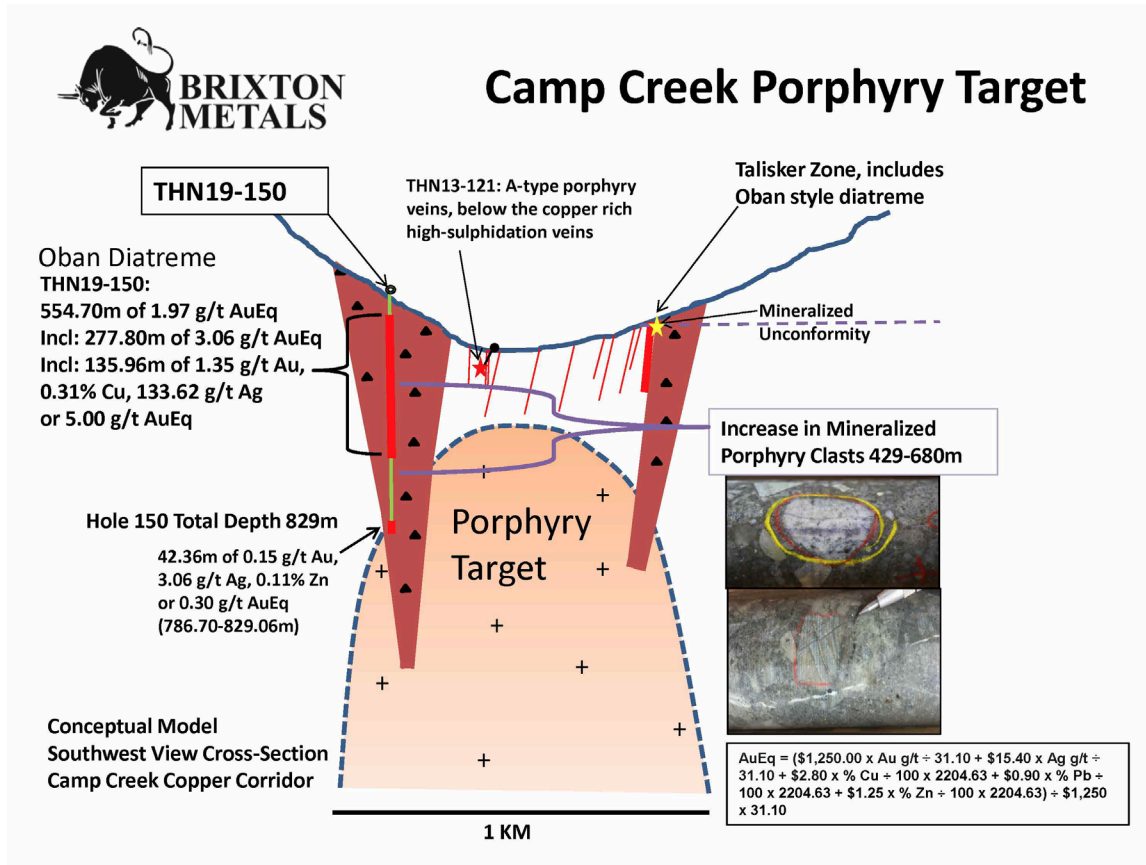 BRIXTON
METALS
Camp Creek Porphyry Target
THN19-150
THN13-121: A-type porphyry
veins, below the copper rich
high-sulphidation veins
Talisker Zone, includes
Oban style diatreme
Oban Diatreme
THN19-150:
554.70m of 1.97 g/t AuEq
Incl: 277.80m of 3.06 g/t AuEq
Incl: 135.96m of 1.35 g/t Au,
0.31% Cu, 133.62 g/t Ag
or 5.00 g/t AuEq
Mineralized
Unconformity
Increase in Mineralized
Porphyry Clasts 429-680m
Hole 150 Total Depth 829m
42.36m of 0.15 g/t Au,
3.06 g/t Ag, 0.11% Zn
or 0.30 g/t AuEq
(786.70-829.06m)
Porphyry
Target
Conceptual Model
Southwest View Cross-Section
Camp Creek Copper Corridor
AuEq = ($1,250.00 x Au g/t ÷ 31.10 + $15.40 x Ag g/t ÷
31.10 + $2.80 x % Cu ÷ 100 x 2204.63 + $0.90 x % Pb ÷
100 x 2204.63 + $1.25 x % Zn ÷ 100 x 2204.63) ÷ $1,250
x 31.10
1 KM